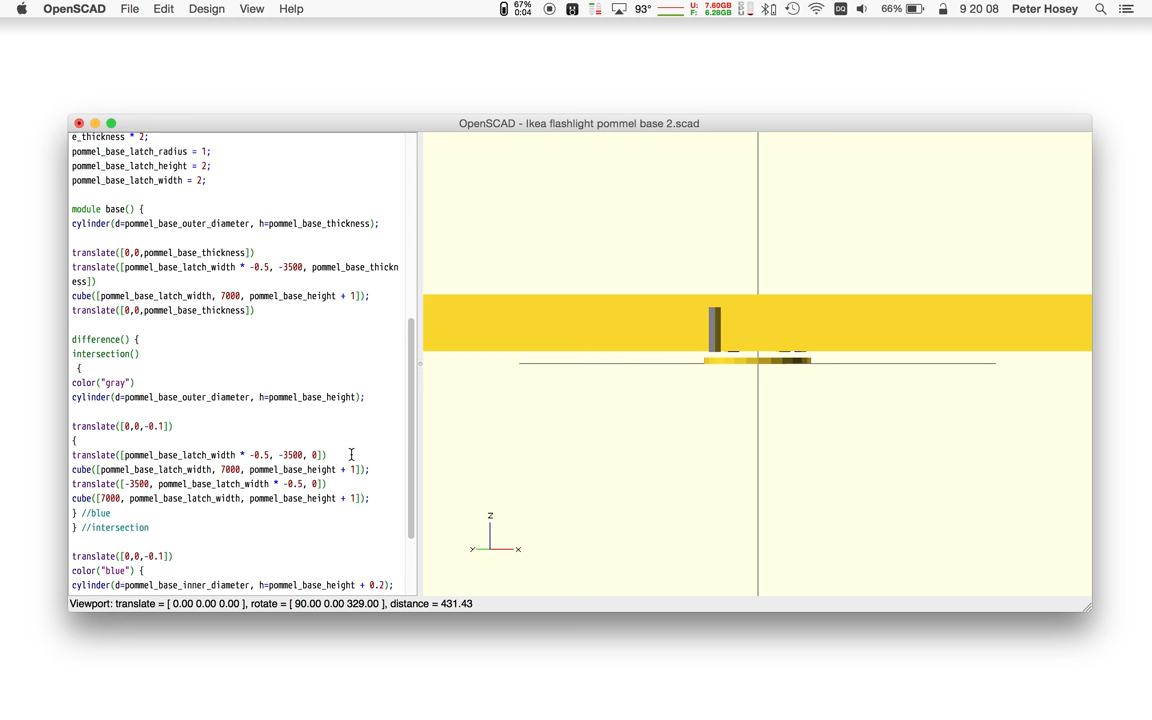 OpenSCAD File Edit Design View Help 67% 0:04 93° U: 7.60GB F: 6.28GB DQ 66% 9 20 08 Peter Hosey
OpenSCAD - Ikea flashlight pommel base 2.scad
e_thickness * 2;
pommel_base_latch_radius = 1;
pommel_base_latch_height = 2;
pommel_base_latch_width = 2;
module base() {
cylinder(d=pommel_base_outer_diameter, h=pommel_base_thickness);
translate([0,0,pommel_base_thickness])
translate([pommel_base_latch_width * -0.5, -3500, pommel_base_thickn
ess])
cube([pommel_base_latch_width, 7000, pommel_base_height + 1]);
translate([0,0,pommel_base_thickness])
difference() {
intersection()
{
color("gray")
cylinder(d=pommel_base_outer_diameter, h=pommel_base_height);
translate([0,0,-0.1])
{
translate([pommel_base_latch_width * -0.5, -3500, 0])
cube([pommel_base_latch_width, 7000, pommel_base_height + 1]);
translate([-3500, pommel_base_latch_width * -0.5, 0])
cube([7000, pommel_base_latch_width, pommel_base_height + 1]);
} //blue
} //intersection
translate([0,0,-0.1])
color("blue") {
cylinder(d=pommel_base_inner_diameter, h=pommel_base_height + 0.2);
z
y x
Viewport: translate = [ 0.00 0.00 0.00 ], rotate = [ 90.00 0.00 329.00 ], distance = 431.43